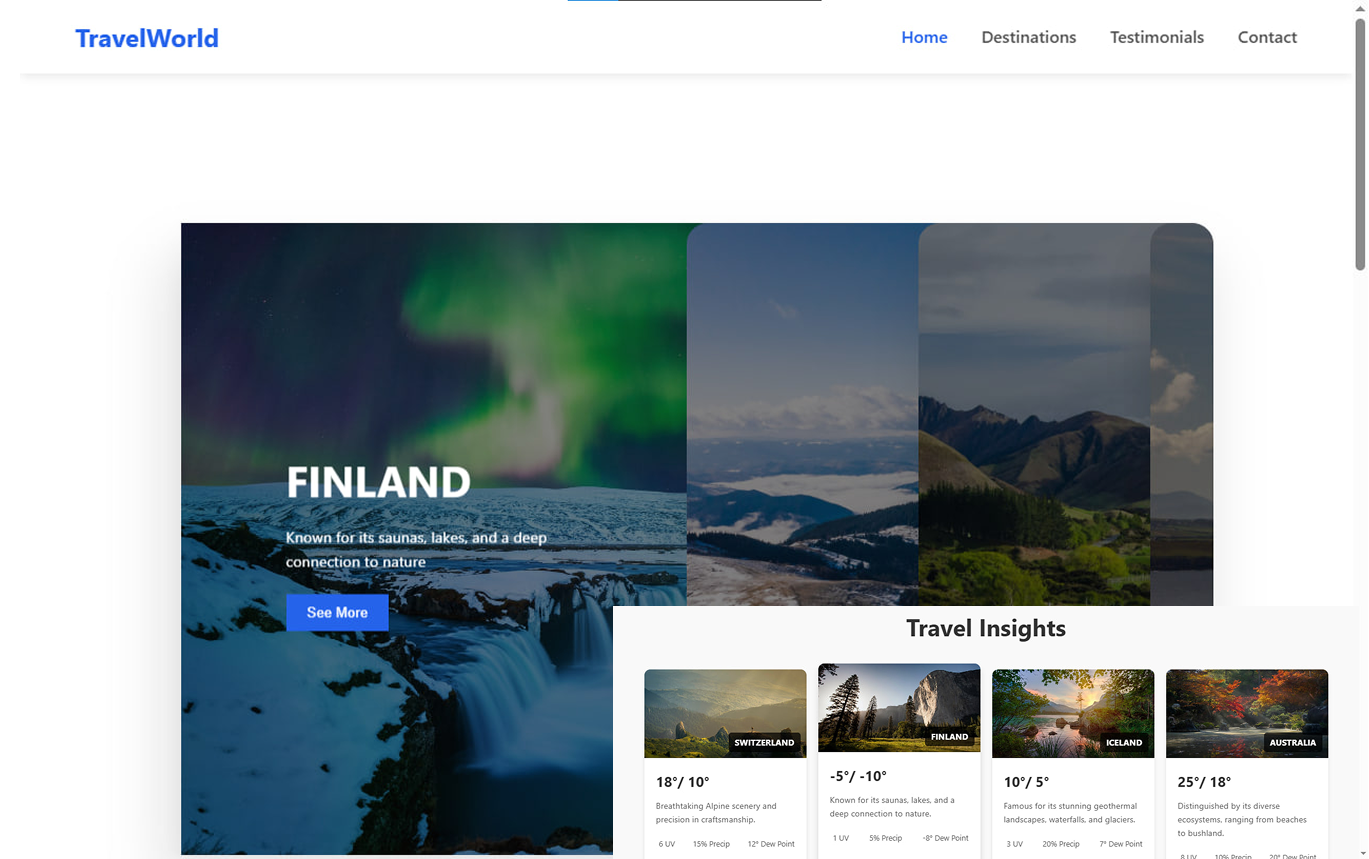 TravelWorld
Home Destinations Testimonials Contact
FINLAND
Known for its saunas, lakes, and a deep
connection to nature
See More
Travel Insights
SWITZERLAND
18°/ 10°
Breathtaking Alpine scenery and
precision in craftsmanship.
6 UV 15% Precip 12° Dew Point
FINLAND
-5°/ -10°
Known for its saunas, lakes, and a
deep connection to nature.
1 UV 5% Precip -8° Dew Point
ICELAND
10°/ 5°
Famous for its stunning geothermal
landscapes, waterfalls, and glaciers.
3 UV 20% Precip 7° Dew Point
AUSTRALIA
25°/ 18°
Distinguished by its diverse
ecosystems, ranging from beaches
to bushland.
8 UV 10% Precip 20° Dew Point